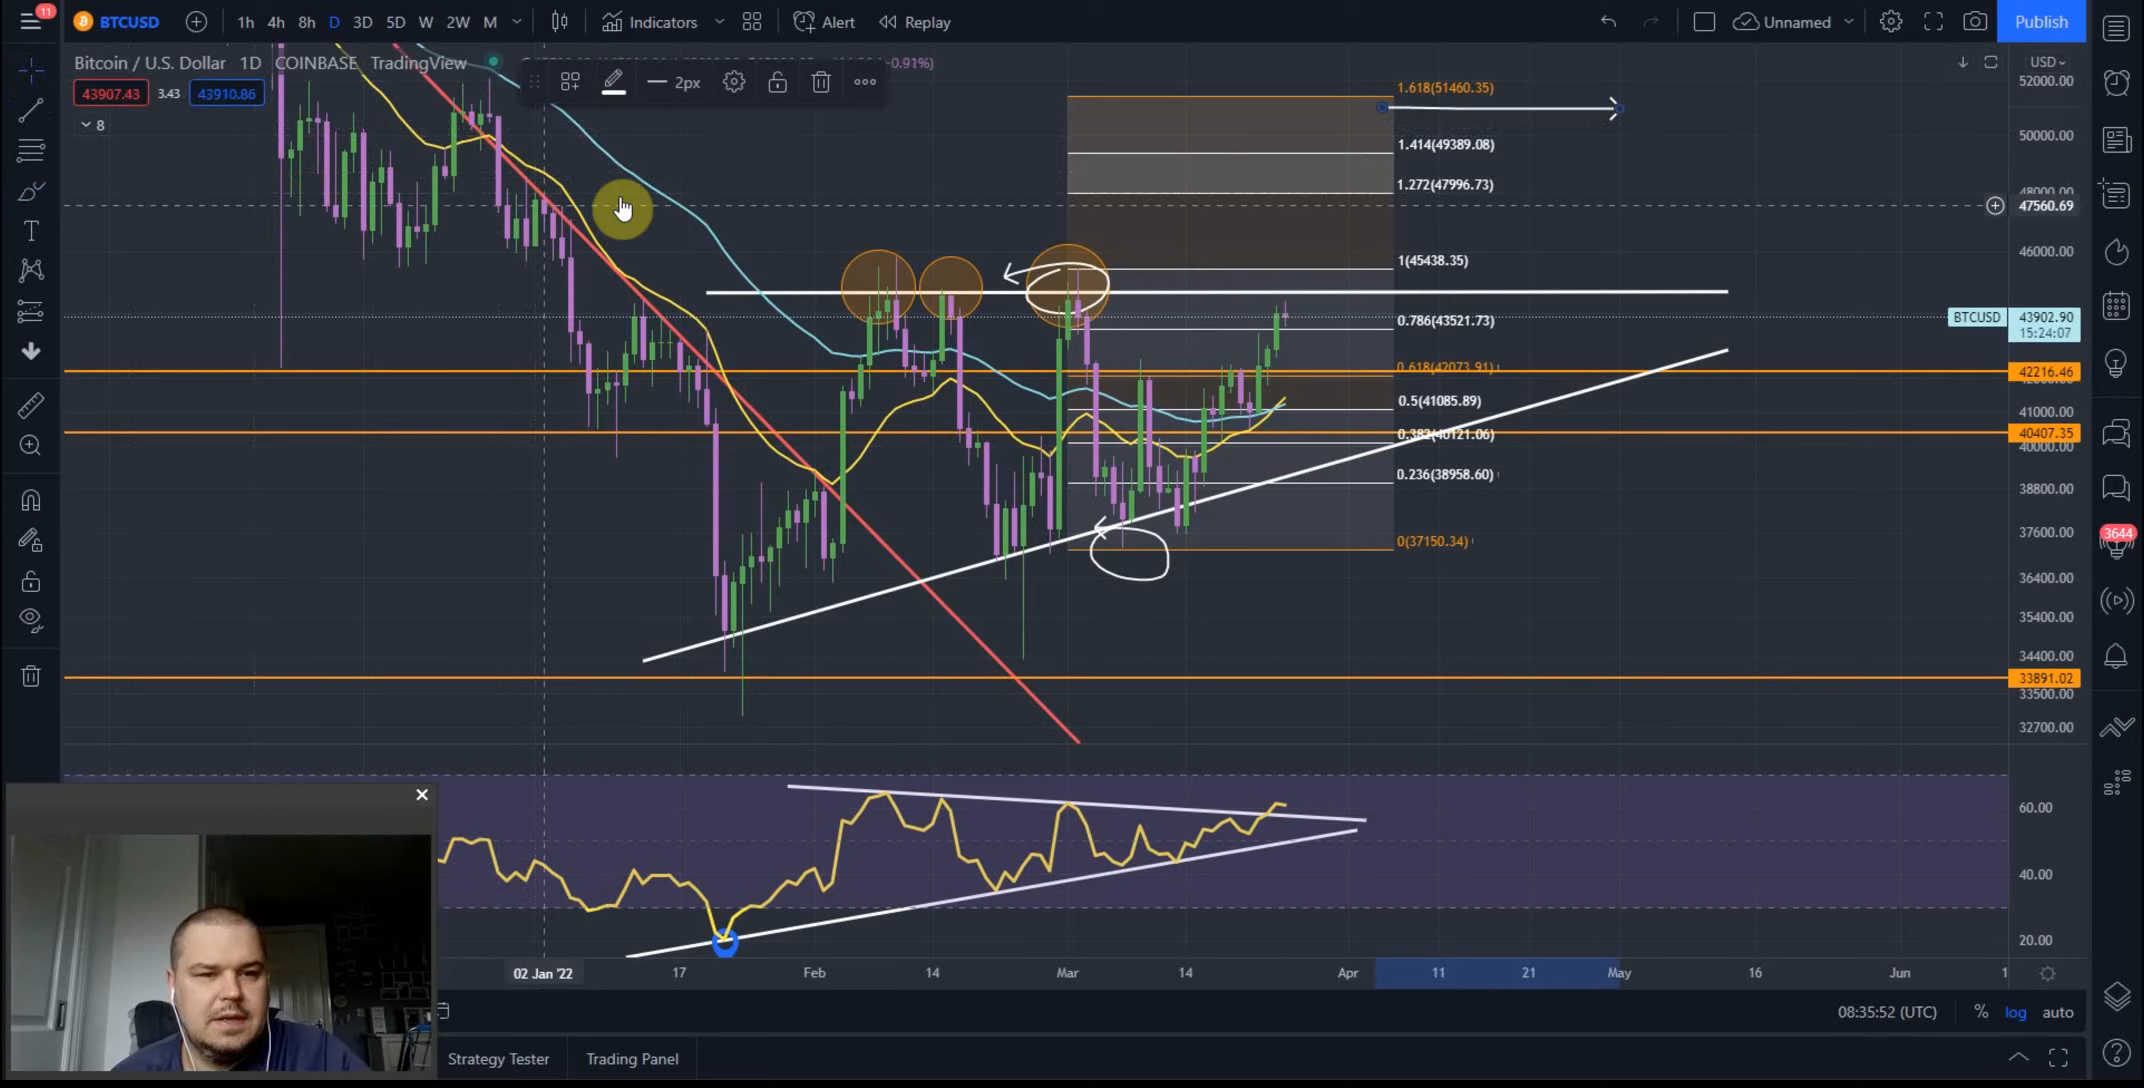 11
BTCUSD
1h 4h 8h D 3D 5D W 2W M
Indicators
Alert
Replay
Unnamed
Publish
Bitcoin / U.S. Dollar 1D COINBASE TradingView
-0.91%)
43907.43 3.43 43910.86
8
2px
USD
52000.00
50000.00
48000.00
47560.69
46000.00
BTCUSD 43902.90
15:24:07
42216.46
41000.00
40407.35
40000.00
38800.00
37600.00
36400.00
35400.00
34400.00
33891.02
33500.00
32700.00
1.618(51460.35)
1.414(49389.08)
1.272(47996.73)
1(45438.35)
0.786(43521.73)
0.618(42073.91)
0.5(41085.89)
0.382(40121.06)
0.236(38958.60)
0(37150.34)
3644
60.00
40.00
20.00
02 Jan '22 17 Feb 14 Mar 14 Apr 11 21 May 16 Jun 1
08:35:52 (UTC) % log auto
Strategy Tester Trading Panel